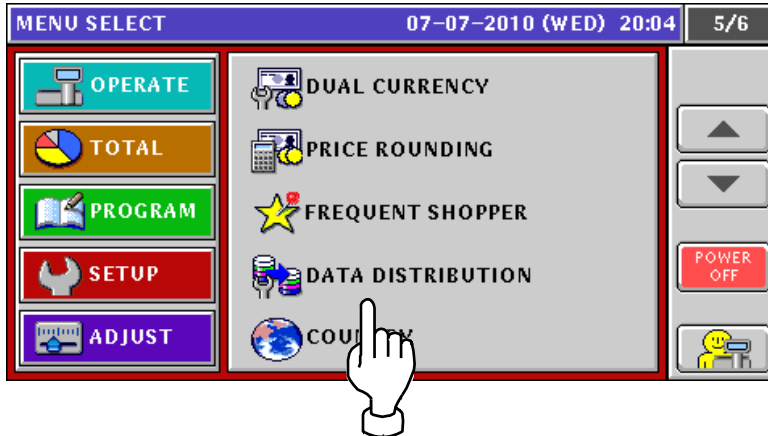 MENU SELECT 07-07-2010 (WED) 20:04 5/6
OPERATE
TOTAL
PROGRAM
SETUP
ADJUST
DUAL CURRENCY
PRICE ROUNDING
FREQUENT SHOPPER
DATA DISTRIBUTION
POWER
OFF